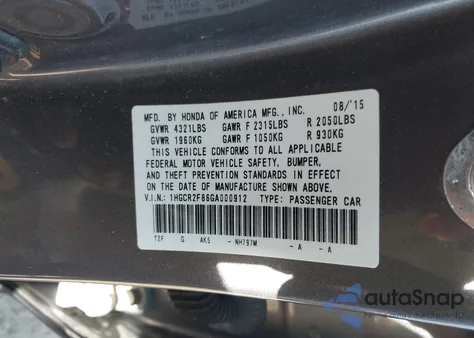 MFD. BY HONDA OF AMERICA MFG., INC. 08/'15
GVWR 4321LBS GAWR F 2315LBS R 2050LBS
GVWR 1960KG GAWR F 1050KG R 930KG
THIS VEHICLE CONFORMS TO ALL APPLICABLE
FEDERAL MOTOR VEHICLE SAFETY, BUMPER,
AND THEFT PREVENTION STANDARDS IN EFFECT
ON THE DATE OF MANUFACTURE SHOWN ABOVE.
V.I.N.: 1HGCR2F86GA000912 TYPE: PASSENGER CAR
T2F G AK5 - NH797M - A - A
autoSnap